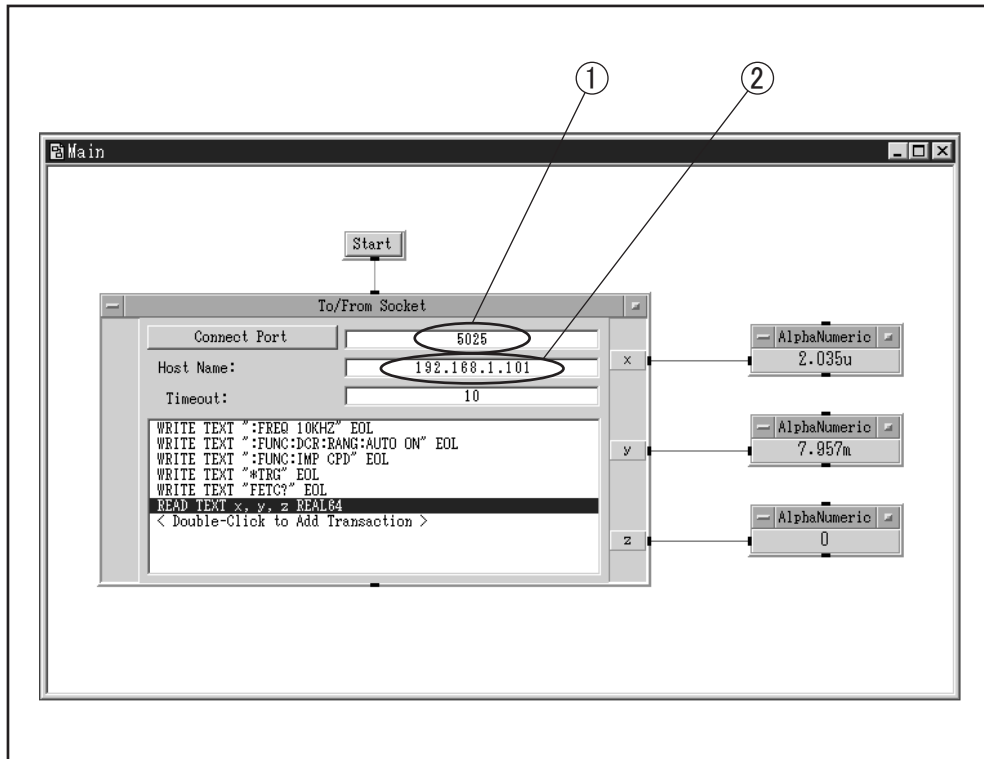 ① ②
Main
Start
To/From Socket
Connect Port 5025
Host Name: 192.168.1.101
Timeout: 10
WRITE TEXT ":FREQ 10KHZ" EOL
WRITE TEXT ":FUNC:DCR:RANG:AUTO ON" EOL
WRITE TEXT ":FUNC:IMP CPD" EOL
WRITE TEXT "*TRG" EOL
WRITE TEXT "FETC?" EOL
READ TEXT x, y, z REAL64
< Double-Click to Add Transaction >
x
y
z
AlphaNumeric
2.035u
AlphaNumeric
7.957m
AlphaNumeric
0